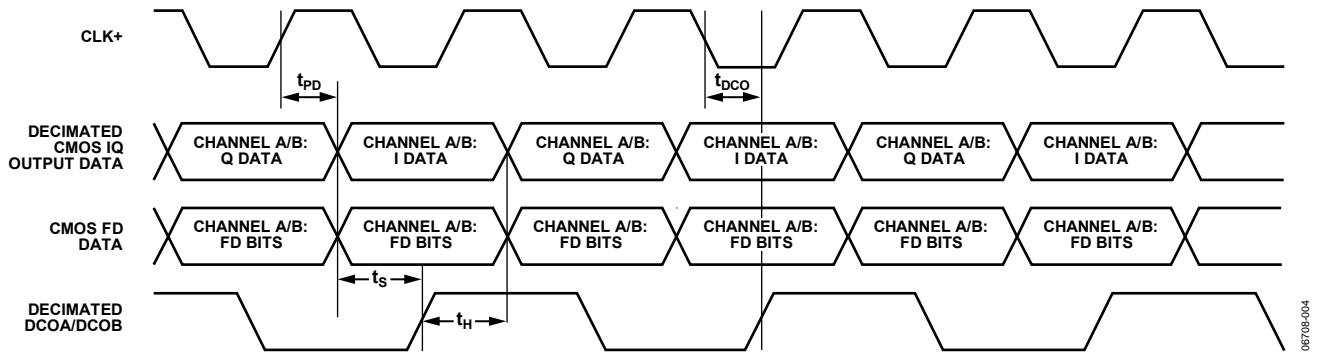 CLK+
tPD
tDCO
DECIMATED
CMOS IQ
OUTPUT DATA
CHANNEL A/B:
Q DATA
CHANNEL A/B:
I DATA
CHANNEL A/B:
Q DATA
CHANNEL A/B:
I DATA
CHANNEL A/B:
Q DATA
CHANNEL A/B:
I DATA
CMOS FD
DATA
CHANNEL A/B:
FD BITS
CHANNEL A/B:
FD BITS
CHANNEL A/B:
FD BITS
CHANNEL A/B:
FD BITS
CHANNEL A/B:
FD BITS
CHANNEL A/B:
FD BITS
tS
tH
DECIMATED
DCOA/DCOB
06708-004